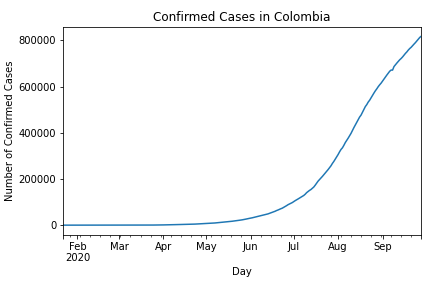 Confirmed Cases in Colombia
800000
600000
400000
200000
0
Number of Confirmed Cases
Feb
2020
Mar
Apr
May
Jun
Jul
Aug
Sep
Day